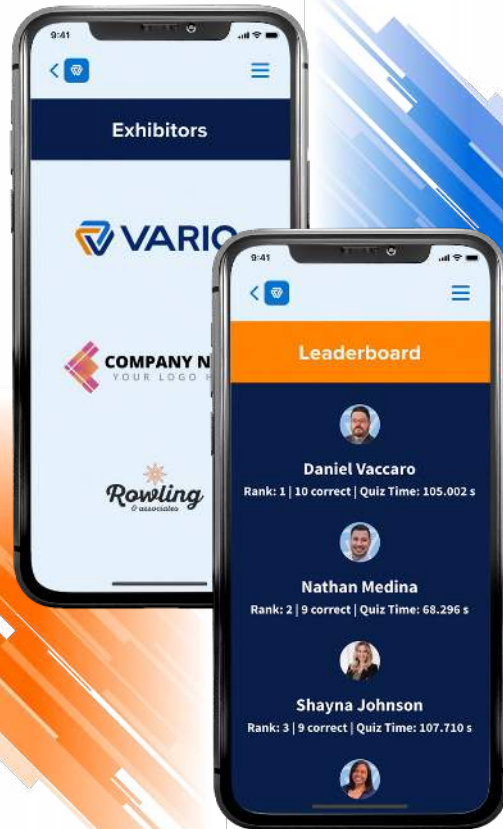 9:41
Exhibitors
VARIO
COMPANY N
YOUR LOGO H
Rowling
& associates
9:41
Leaderboard
Daniel Vaccaro
Rank: 1 | 10 correct | Quiz Time: 105.002 s
Nathan Medina
Rank: 2 | 9 correct | Quiz Time: 68.296 s
Shayna Johnson
Rank: 3 | 9 correct | Quiz Time: 107.710 s